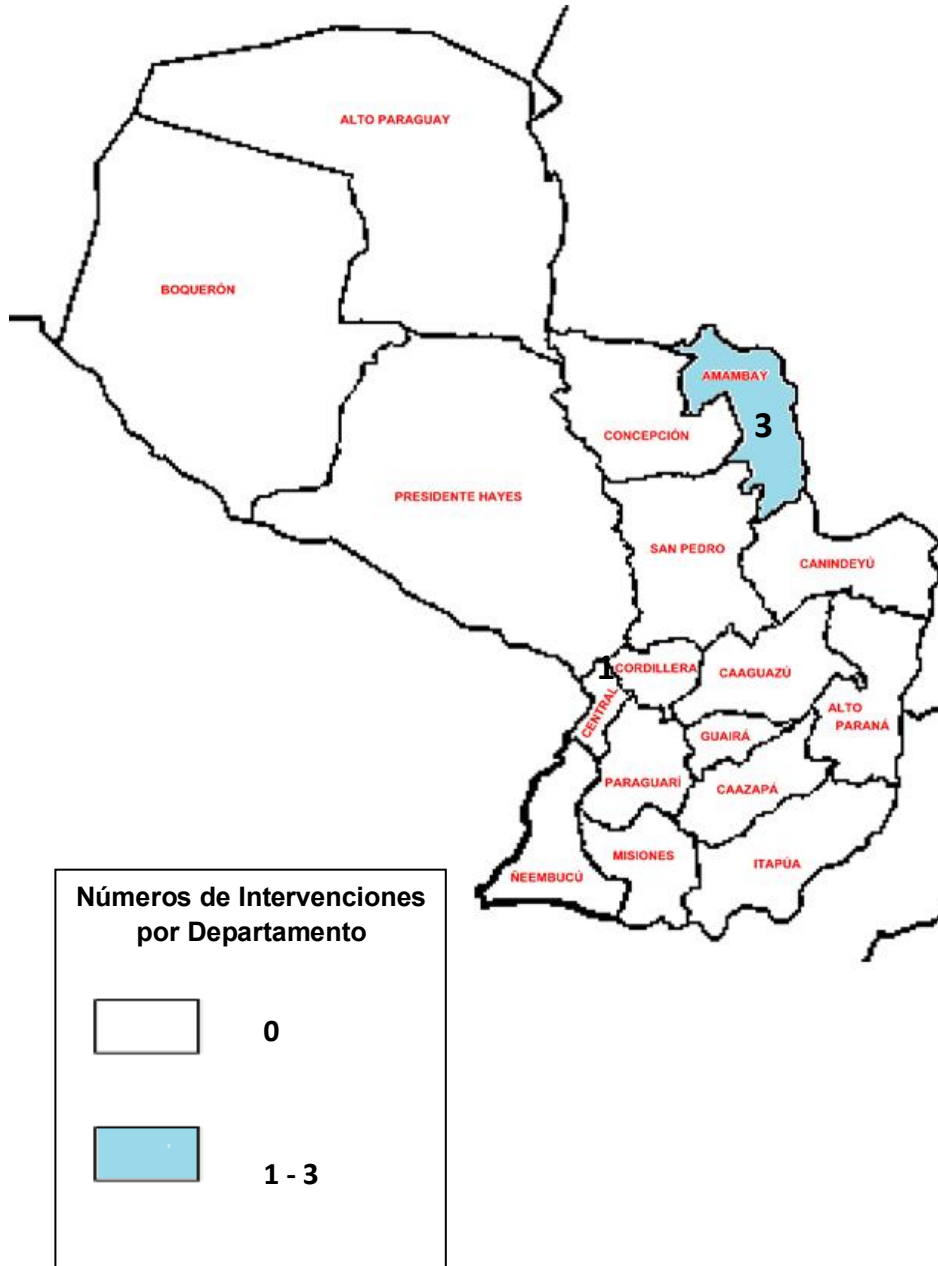 ALTO PARAGUAY
BOQUERÓN
AMAMBAY
3
CONCEPCIÓN
PRESIDENTE HAYES
SAN PEDRO
CANINDEYÚ
1
CORDILLERA
CAAGUAZÚ
CENTRAL
ALTO
PARANÁ
GUAIRÁ
PARAGUARÍ
CAAZAPÁ
MISIONES
ITAPÚA
ÑEEMBUCÚ
Números de Intervenciones
por Departamento
0
1 - 3